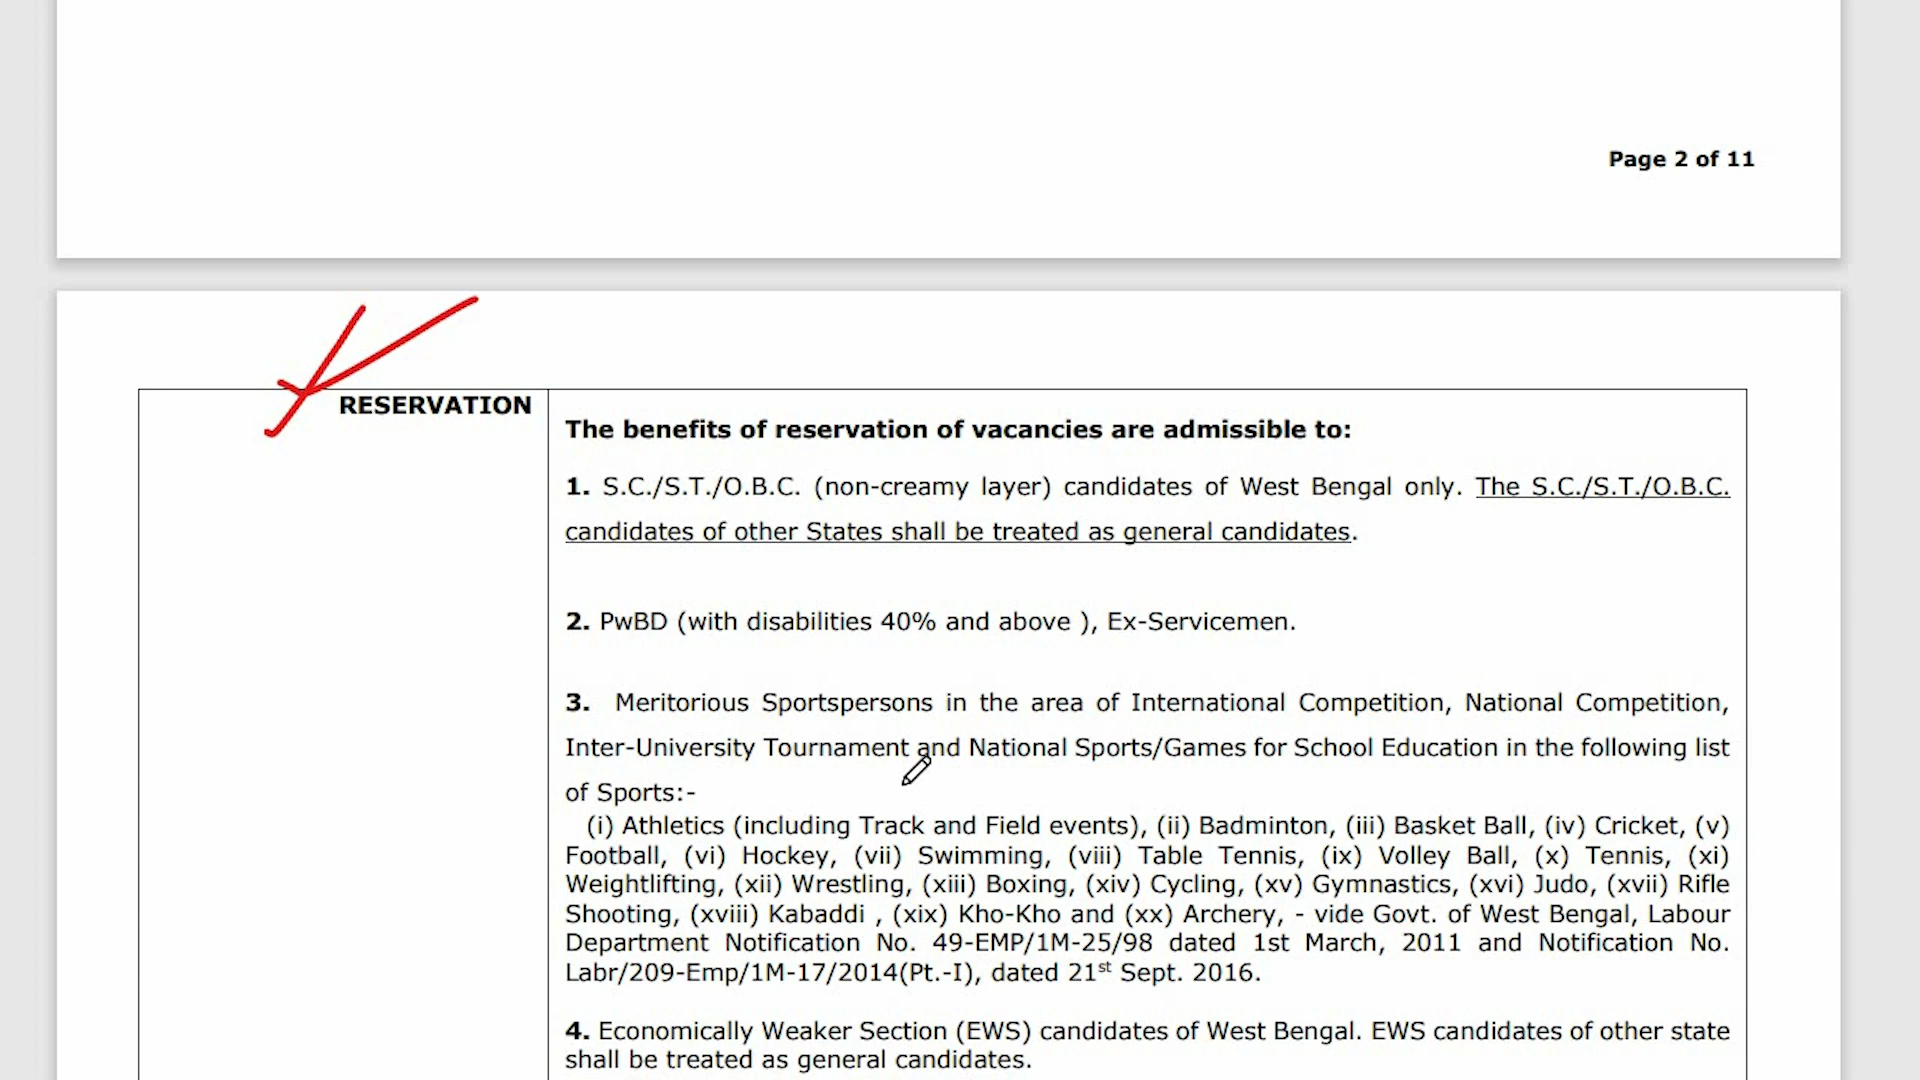 Page 2 of 11
RESERVATION
The benefits of reservation of vacancies are admissible to:
1. S.C./S.T./O.B.C. (non-creamy layer) candidates of West Bengal only. The S.C./S.T./O.B.C.
candidates of other States shall be treated as general candidates.
2. PwBD (with disabilities 40% and above ), Ex-Servicemen.
3. Meritorious Sportspersons in the area of International Competition, National Competition,
Inter-University Tournament and National Sports/Games for School Education in the following list
of Sports:-
(i) Athletics (including Track and Field events), (ii) Badminton, (iii) Basket Ball, (iv) Cricket, (v)
Football, (vi) Hockey, (vii) Swimming, (viii) Table Tennis, (ix) Volley Ball, (x) Tennis, (xi)
Weightlifting, (xii) Wrestling, (xiii) Boxing, (xiv) Cycling, (xv) Gymnastics, (xvi) Judo, (xvii) Rifle
Shooting, (xviii) Kabaddi , (xix) Kho-Kho and (xx) Archery, - vide Govt. of West Bengal, Labour
Department Notification No. 49-EMP/1M-25/98 dated 1st March, 2011 and Notification No.
Labr/209-Emp/1M-17/2014(Pt.-I), dated 21st Sept. 2016.
4. Economically Weaker Section (EWS) candidates of West Bengal. EWS candidates of other state
shall be treated as general candidates.